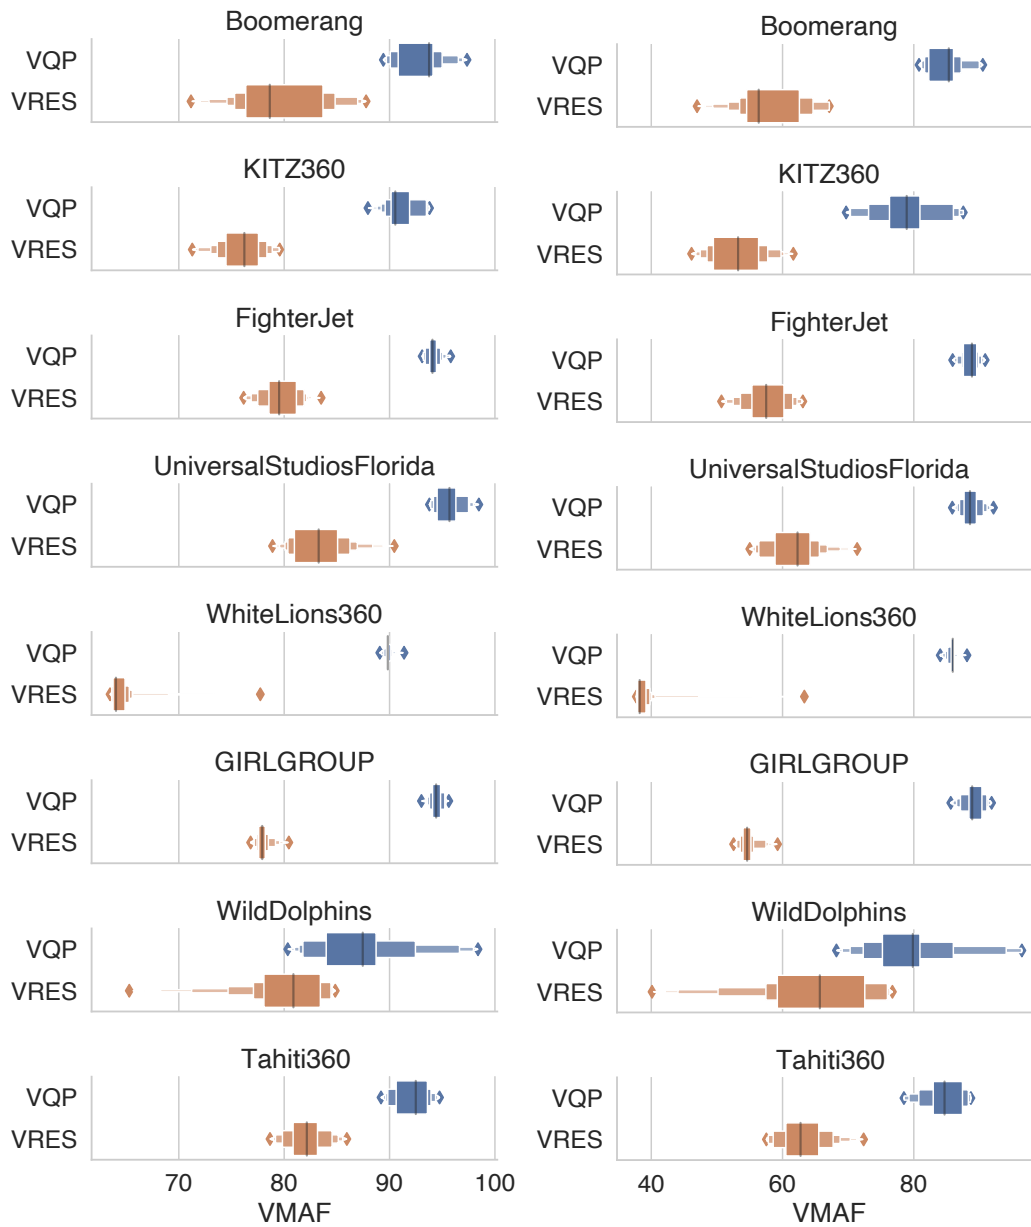 Boomerang
VQP
VRES
KITZ360
VQP
VRES
FighterJet
VQP
VRES
UniversalStudiosFlorida
VQP
VRES
WhiteLions360
VQP
VRES
GIRLGROUP
VQP
VRES
WildDolphins
VQP
VRES
Tahiti360
VQP
VRES
70 80 90 100
VMAF
Boomerang
VQP
VRES
KITZ360
VQP
VRES
FighterJet
VQP
VRES
UniversalStudiosFlorida
VQP
VRES
WhiteLions360
VQP
VRES
GIRLGROUP
VQP
VRES
WildDolphins
VQP
VRES
Tahiti360
VQP
VRES
40 60 80
VMAF